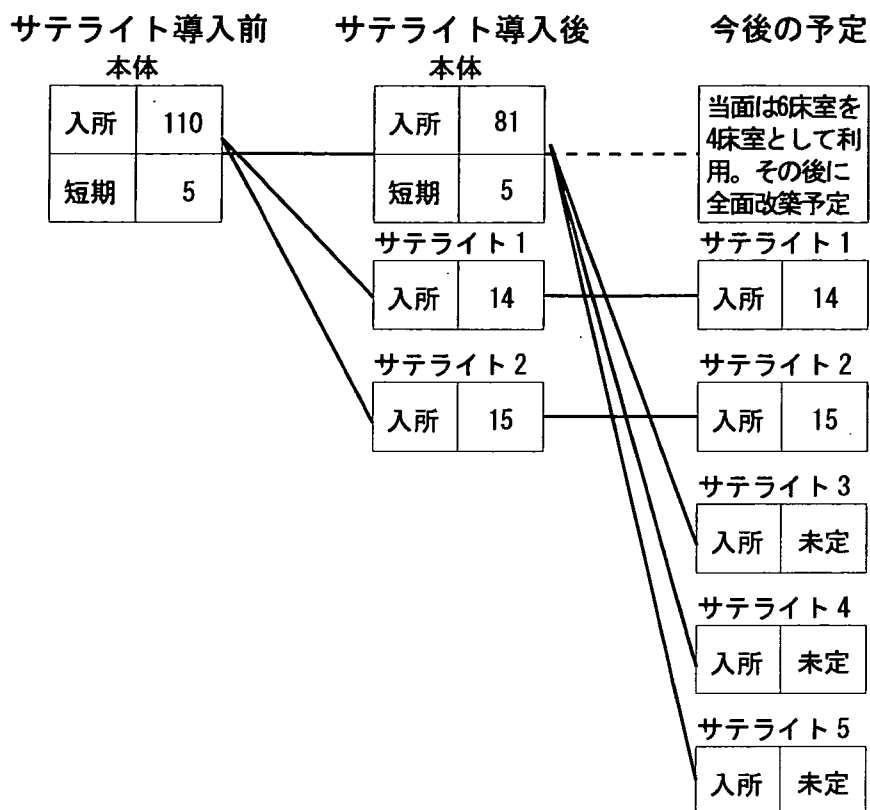 サテライト導入前
サテライト導入後
今後の予定
本体
入所 110
短期 5
本体
入所 81
短期 5
サテライト1
入所 14
サテライト2
入所 15
当面は6床室を
4床室として利
用。その後に
全面改築予定
サテライト1
入所 14
サテライト2
入所 15
サテライト3
入所 未定
サテライト4
入所 未定
サテライト5
入所 未定